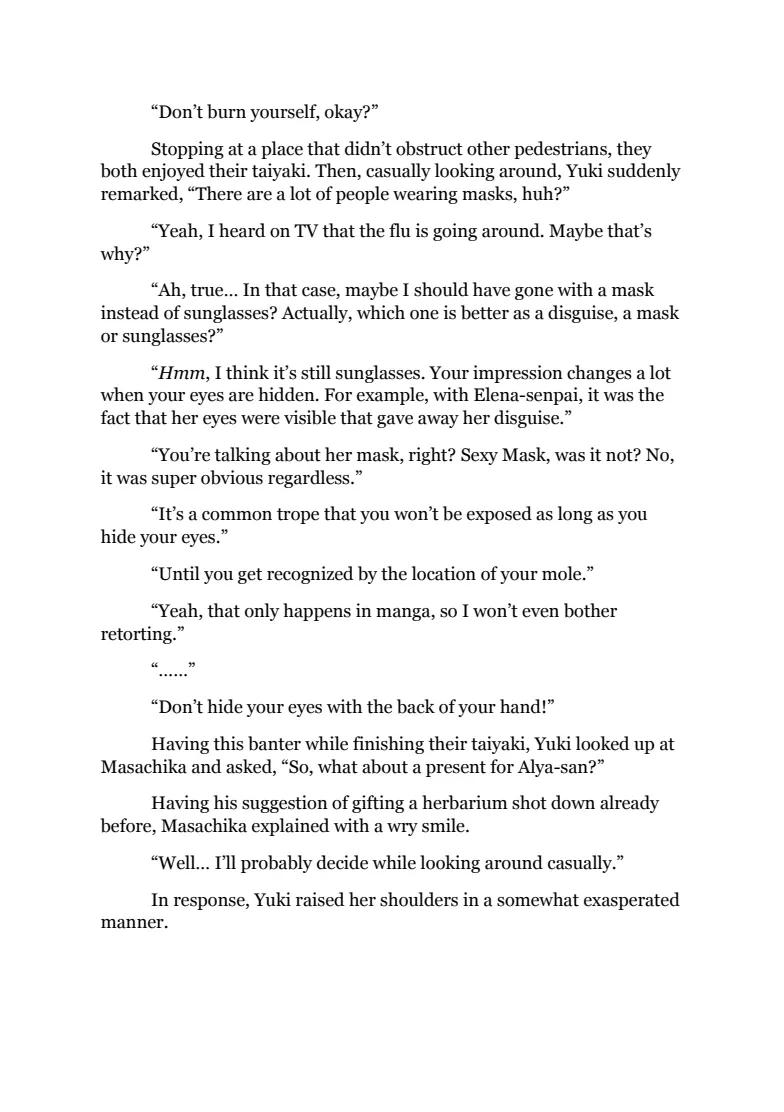 “Don’t burn yourself, okay?”
Stopping at a place that didn’t obstruct other pedestrians, they
both enjoyed their taiyaki. Then, casually looking around, Yuki suddenly
remarked, “There are a lot of people wearing masks, huh?”
“Yeah, I heard on TV that the flu is going around. Maybe that’s
why?”
“Ah, true… In that case, maybe I should have gone with a mask
instead of sunglasses? Actually, which one is better as a disguise, a mask
or sunglasses?”
“Hmm, I think it’s still sunglasses. Your impression changes a lot
when your eyes are hidden. For example, with Elena-senpai, it was the
fact that her eyes were visible that gave away her disguise.”
“You’re talking about her mask, right? Sexy Mask, was it not? No,
it was super obvious regardless.”
“It’s a common trope that you won’t be exposed as long as you
hide your eyes.”
“Until you get recognized by the location of your mole.”
“Yeah, that only happens in manga, so I won’t even bother
retorting.”
“……”
“Don’t hide your eyes with the back of your hand!”
Having this banter while finishing their taiyaki, Yuki looked up at
Masachika and asked, “So, what about a present for Alya-san?”
Having his suggestion of gifting a herbarium shot down already
before, Masachika explained with a wry smile.
“Well… I’ll probably decide while looking around casually.”
In response, Yuki raised her shoulders in a somewhat exasperated
manner.